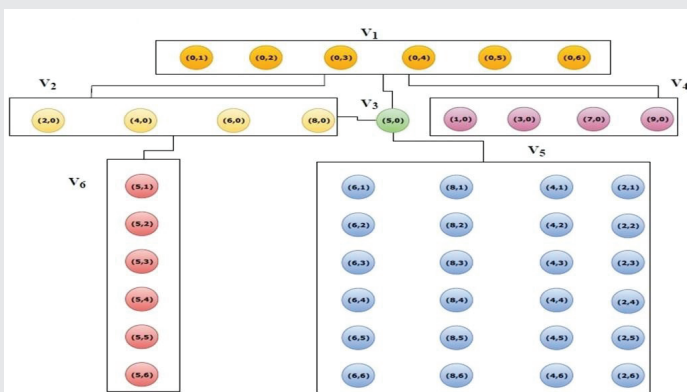 V1
(0,1) (0,2) (0,3) (0,4) (0,5) (0,6)
V2 V3 V4
(2,0) (4,0) (6,0) (8,0) (5,0) (1,0) (3,0) (7,0) (9,0)
V6 V5
(5,1) (6,1) (8,1) (4,1) (2,1)
(5,2) (6,2) (8,2) (4,2) (2,2)
(5,3) (6,3) (8,3) (4,3) (2,3)
(5,4) (6,4) (8,4) (4,4) (2,4)
(5,5) (6,5) (8,5) (4,5) (2,5)
(5,6) (6,6) (8,6) (4,6) (2,6)